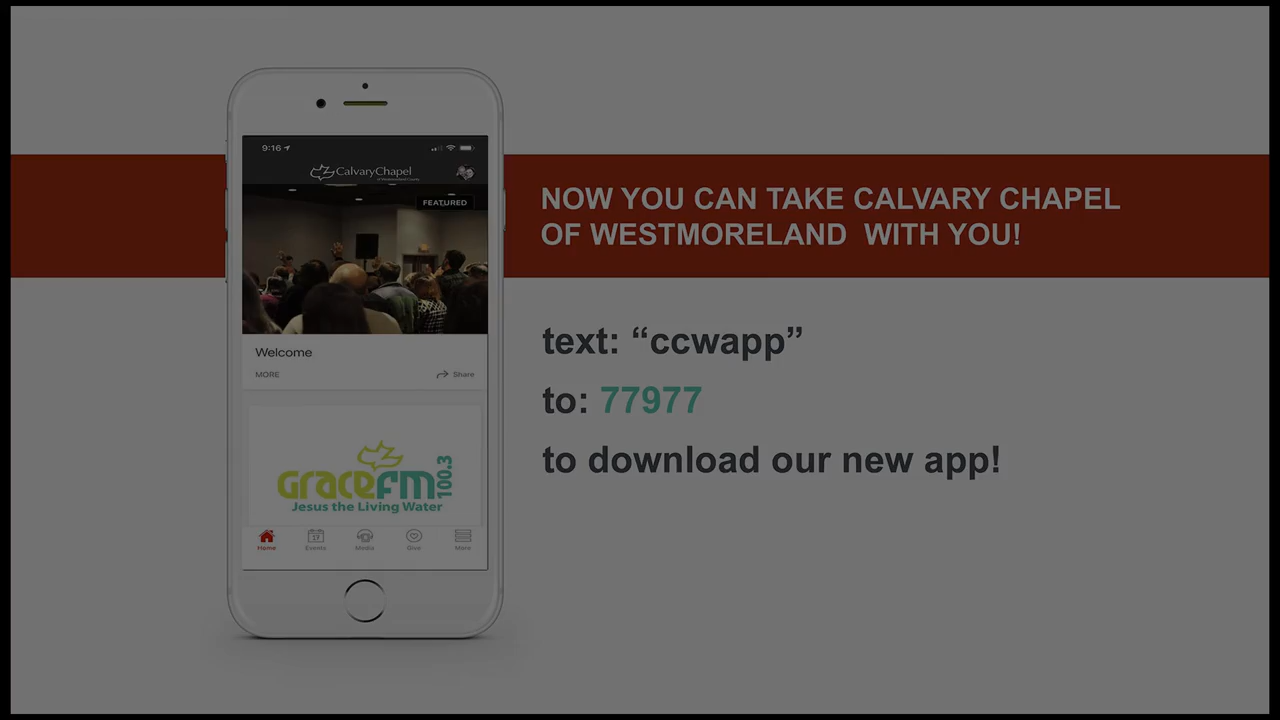 9:16
CalvaryChapel
FEATURED
NOW YOU CAN TAKE CALVARY CHAPEL
OF WESTMORELAND WITH YOU!
Welcome
MORE
Share
text: “ccwapp”
to: 77977
to download our new app!
GraceFM 100.3
Jesus the Living Water
17
Home Events Media Give More